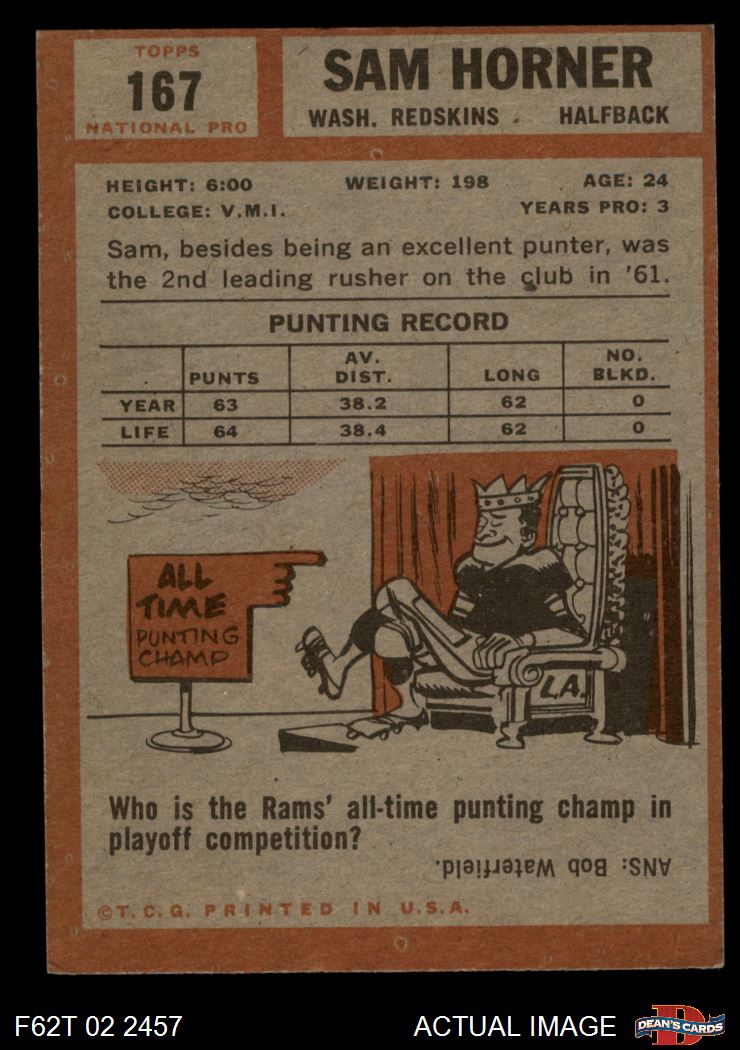 TOPPS
167
NATIONAL PRO
SAM HORNER
WASH. REDSKINS HALFBACK
HEIGHT: 6:00 WEIGHT: 198 AGE: 24
COLLEGE: V.M.I. YEARS PRO: 3
Sam, besides being an excellent punter, was
the 2nd leading rusher on the club in '61.
PUNTING RECORD
PUNTS AV. DIST. LONG NO. BLKD.
YEAR 63 38.2 62 0
LIFE 64 38.4 62 0
ALL
TIME
PUNTING
CHAMP
L.A.
Who is the Rams' all-time punting champ in
playoff competition?
ANS: Bob Waterfield.
©T.C.G. PRINTED IN U.S.A.
F62T 02 2457 ACTUAL IMAGE DEAN'S CARDS